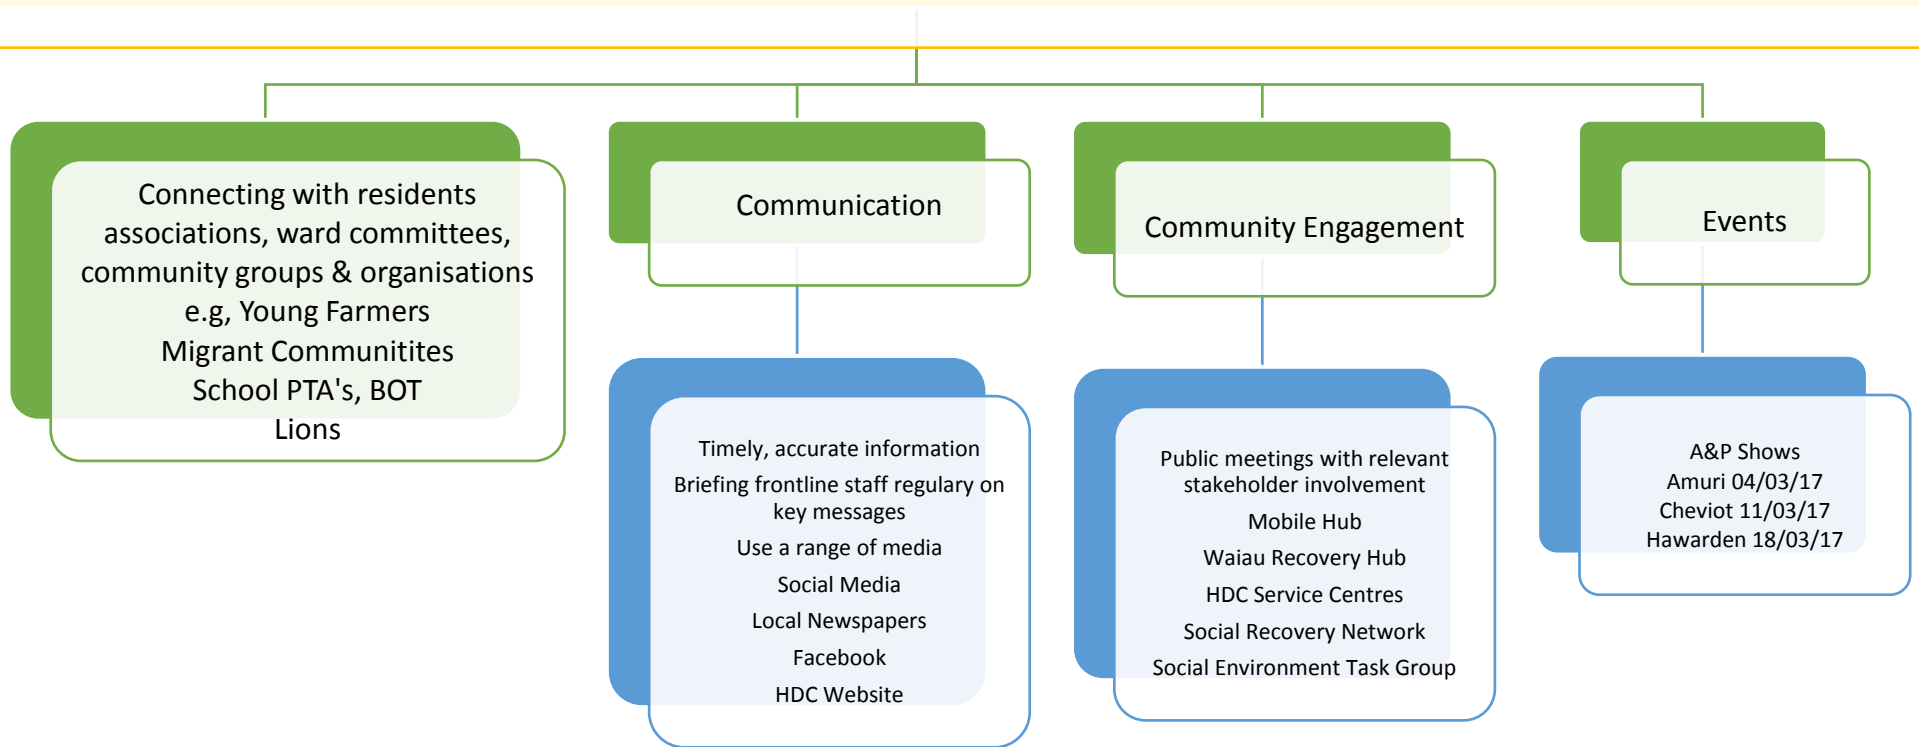 Connecting with residents
associations, ward committees,
community groups & organisations
e.g, Young Farmers
Migrant Communitites
School PTA's, BOT
Lions
Communication
Timely, accurate information
Briefing frontline staff regulary on
key messages
Use a range of media
Social Media
Local Newspapers
Facebook
HDC Website
Community Engagement
Public meetings with relevant
stakeholder involvement
Mobile Hub
Waiau Recovery Hub
HDC Service Centres
Social Recovery Network
Social Environment Task Group
Events
A&P Shows
Amuri 04/03/17
Cheviot 11/03/17
Hawarden 18/03/17